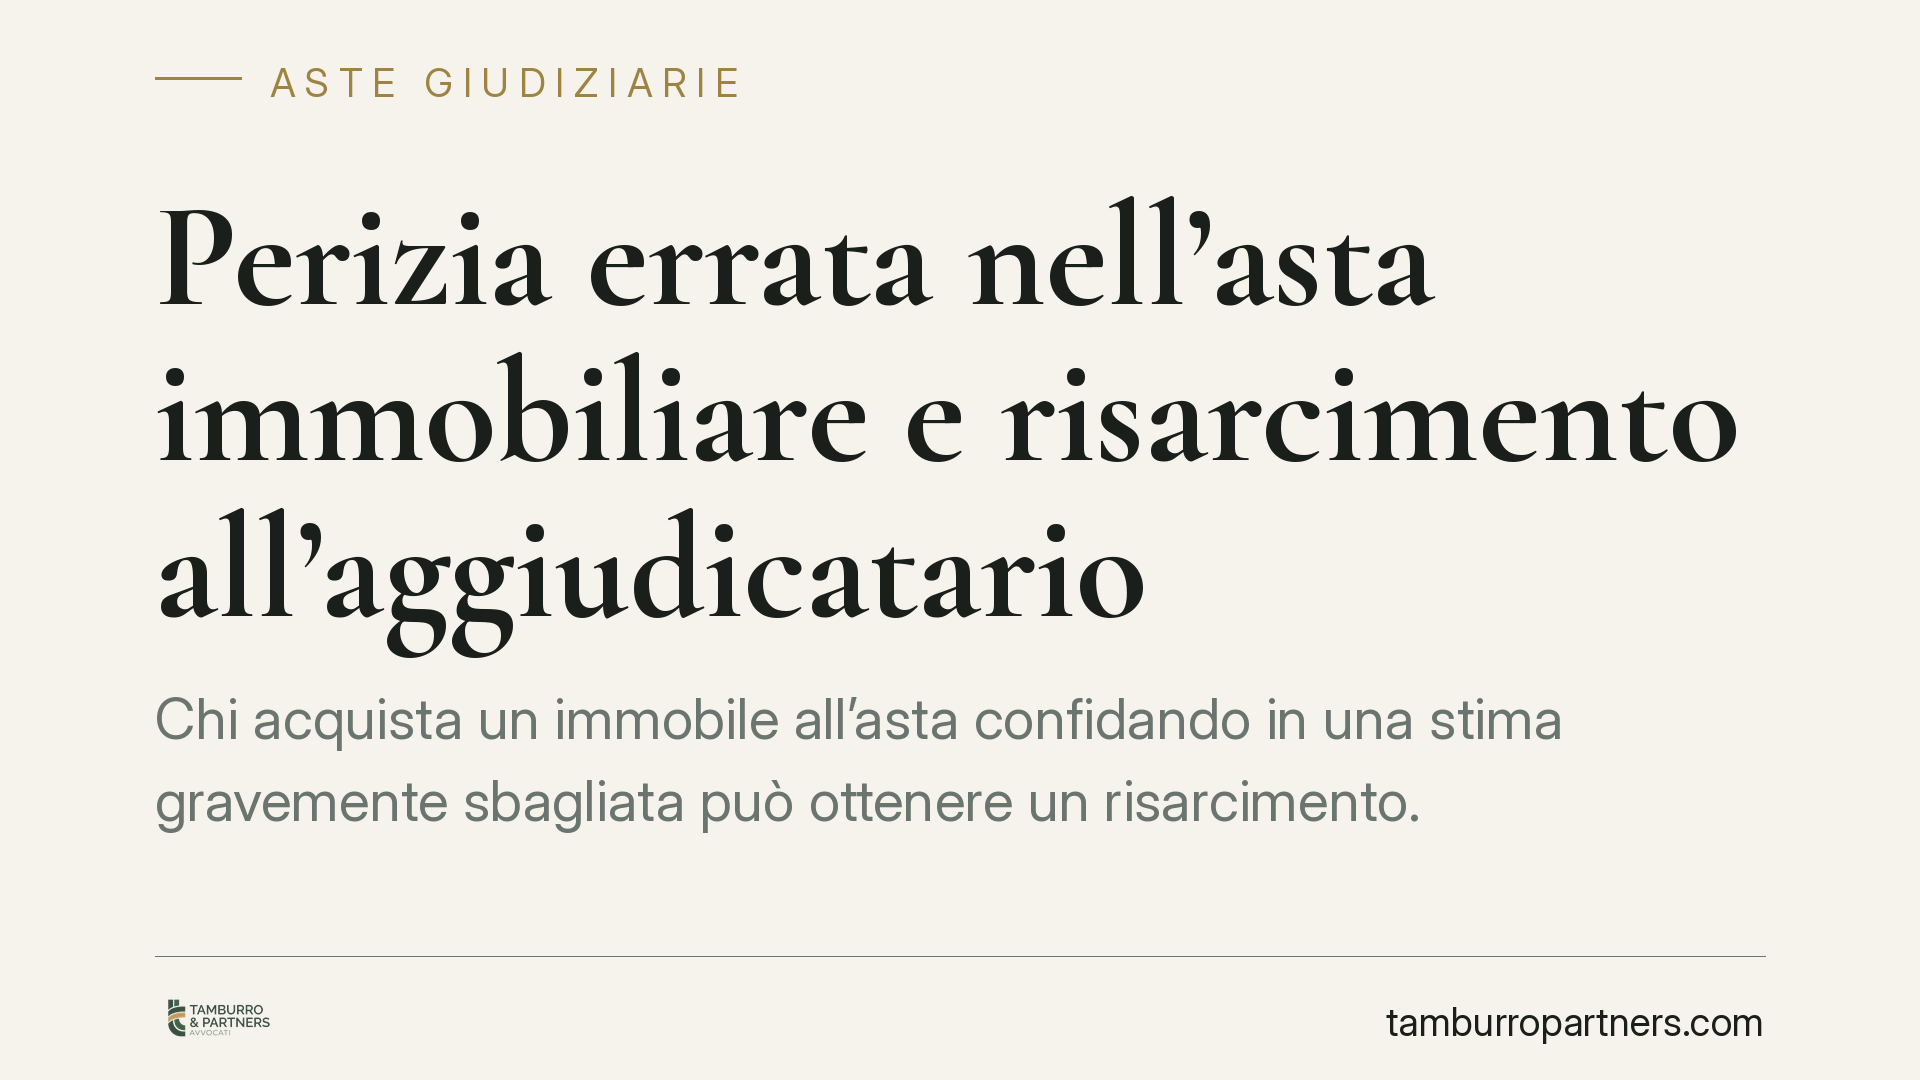 ASTE GIUDIZIARIE
Perizia errata nell’asta
immobiliare e risarcimento
all’aggiudicatario
Chi acquista un immobile all’asta confidando in una stima
gravemente sbagliata può ottenere un risarcimento.
TAMBURRO
& PARTNERS
AVVOCATI
tamburropartners.com